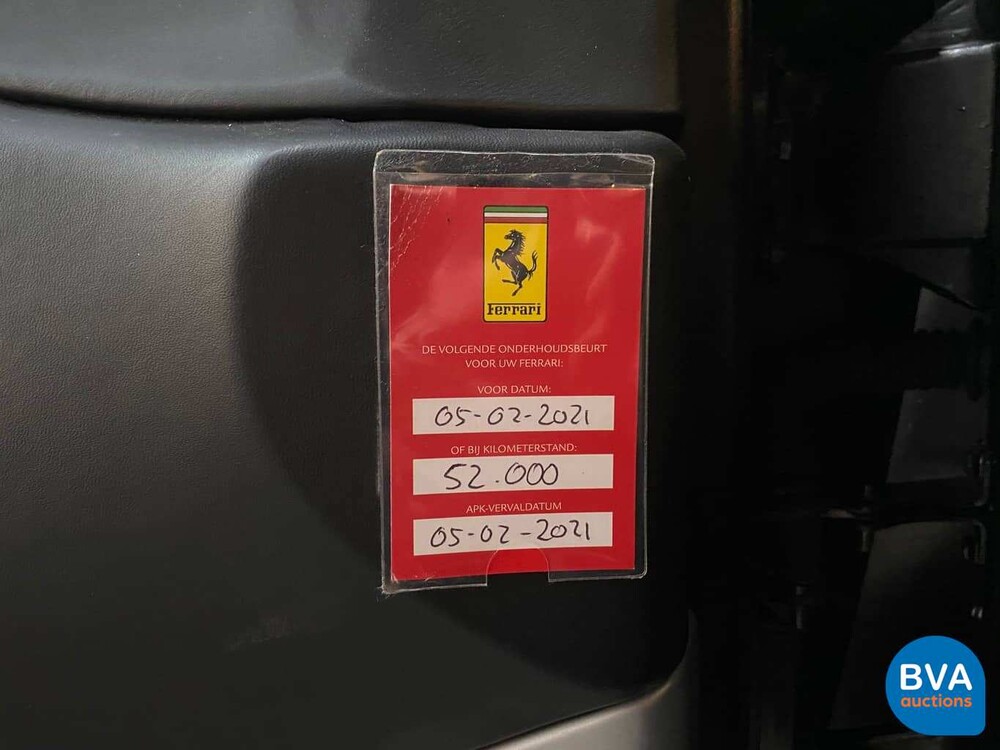 Ferrari
DE VOLGENDE ONDERHOUDSBEURT
VOOR UW FERRARI:
VOOR DATUM:
05-02-2021
OF BIJ KILOMETERSTAND:
52.000
APK-VERVALDATUM
05-02-2021
BVA
auctions